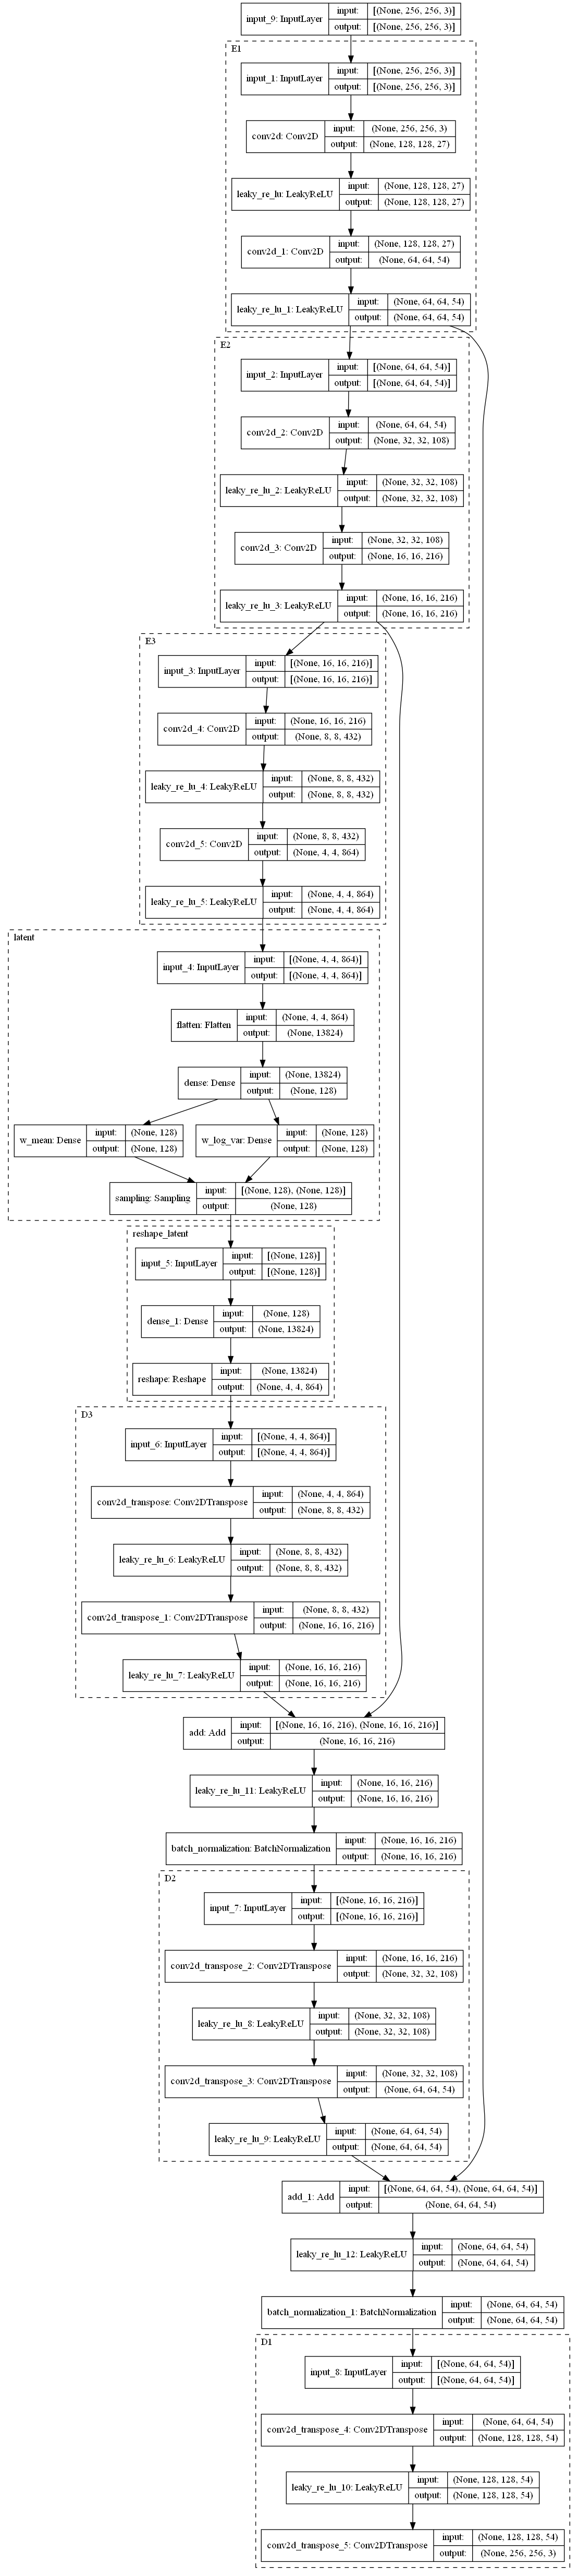 input_9: InputLayer input: [(None, 256, 256, 3)]
output: [(None, 256, 256, 3)]
E1
input_1: InputLayer input: [(None, 256, 256, 3)]
output: [(None, 256, 256, 3)]
conv2d: Conv2D input: (None, 256, 256, 3)
output: (None, 128, 128, 27)
leaky_re_lu: LeakyReLU input: (None, 128, 128, 27)
output: (None, 128, 128, 27)
conv2d_1: Conv2D input: (None, 128, 128, 27)
output: (None, 64, 64, 54)
leaky_re_lu_1: LeakyReLU input: (None, 64, 64, 54)
output: (None, 64, 64, 54)
E2
input_2: InputLayer input: [(None, 64, 64, 54)]
output: [(None, 64, 64, 54)]
conv2d_2: Conv2D input: (None, 64, 64, 54)
output: (None, 32, 32, 108)
leaky_re_lu_2: LeakyReLU input: (None, 32, 32, 108)
output: (None, 32, 32, 108)
conv2d_3: Conv2D input: (None, 32, 32, 108)
output: (None, 16, 16, 216)
leaky_re_lu_3: LeakyReLU input: (None, 16, 16, 216)
output: (None, 16, 16, 216)
E3
input_3: InputLayer input: [(None, 16, 16, 216)]
output: [(None, 16, 16, 216)]
conv2d_4: Conv2D input: (None, 16, 16, 216)
output: (None, 8, 8, 432)
leaky_re_lu_4: LeakyReLU input: (None, 8, 8, 432)
output: (None, 8, 8, 432)
conv2d_5: Conv2D input: (None, 8, 8, 432)
output: (None, 4, 4, 864)
leaky_re_lu_5: LeakyReLU input: (None, 4, 4, 864)
output: (None, 4, 4, 864)
latent
input_4: InputLayer input: [(None, 4, 4, 864)]
output: [(None, 4, 4, 864)]
flatten: Flatten input: (None, 4, 4, 864)
output: (None, 13824)
dense: Dense input: (None, 13824)
output: (None, 128)
w_mean: Dense input: (None, 128)
output: (None, 128)
w_log_var: Dense input: (None, 128)
output: (None, 128)
sampling: Sampling input: [(None, 128), (None, 128)]
output: (None, 128)
reshape_latent
input_5: InputLayer input: [(None, 128)]
output: [(None, 128)]
dense_1: Dense input: (None, 128)
output: (None, 13824)
reshape: Reshape input: (None, 13824)
output: (None, 4, 4, 864)
D3
input_6: InputLayer input: [(None, 4, 4, 864)]
output: [(None, 4, 4, 864)]
conv2d_transpose: Conv2DTranspose input: (None, 4, 4, 864)
output: (None, 8, 8, 432)
leaky_re_lu_6: LeakyReLU input: (None, 8, 8, 432)
output: (None, 8, 8, 432)
conv2d_transpose_1: Conv2DTranspose input: (None, 8, 8, 432)
output: (None, 16, 16, 216)
leaky_re_lu_7: LeakyReLU input: (None, 16, 16, 216)
output: (None, 16, 16, 216)
add: Add input: [(None, 16, 16, 216), (None, 16, 16, 216)]
output: (None, 16, 16, 216)
leaky_re_lu_11: LeakyReLU input: (None, 16, 16, 216)
output: (None, 16, 16, 216)
batch_normalization: BatchNormalization input: (None, 16, 16, 216)
output: (None, 16, 16, 216)
D2
input_7: InputLayer input: [(None, 16, 16, 216)]
output: [(None, 16, 16, 216)]
conv2d_transpose_2: Conv2DTranspose input: (None, 16, 16, 216)
output: (None, 32, 32, 108)
leaky_re_lu_8: LeakyReLU input: (None, 32, 32, 108)
output: (None, 32, 32, 108)
conv2d_transpose_3: Conv2DTranspose input: (None, 32, 32, 108)
output: (None, 64, 64, 54)
leaky_re_lu_9: LeakyReLU input: (None, 64, 64, 54)
output: (None, 64, 64, 54)
add_1: Add input: [(None, 64, 64, 54), (None, 64, 64, 54)]
output: (None, 64, 64, 54)
leaky_re_lu_12: LeakyReLU input: (None, 64, 64, 54)
output: (None, 64, 64, 54)
batch_normalization_1: BatchNormalization input: (None, 64, 64, 54)
output: (None, 64, 64, 54)
D1
input_8: InputLayer input: [(None, 64, 64, 54)]
output: [(None, 64, 64, 54)]
conv2d_transpose_4: Conv2DTranspose input: (None, 64, 64, 54)
output: (None, 128, 128, 54)
leaky_re_lu_10: LeakyReLU input: (None, 128, 128, 54)
output: (None, 128, 128, 54)
conv2d_transpose_5: Conv2DTranspose input: (None, 128, 128, 54)
output: (None, 256, 256, 3)